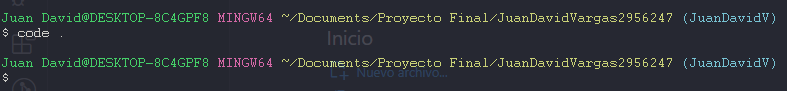 Juan David@DESKTOP-8C4GPF8 MINGW64 ~/Documents/Proyecto Final/JuanDavidVargas2956247 (JuanDavidV)
$ code .
Inicio
Juan David@DESKTOP-8C4GPF8 MINGW64 ~/Documents/Proyecto Final/JuanDavidVargas2956247 (JuanDavidV)
$
Nuevo archivo...